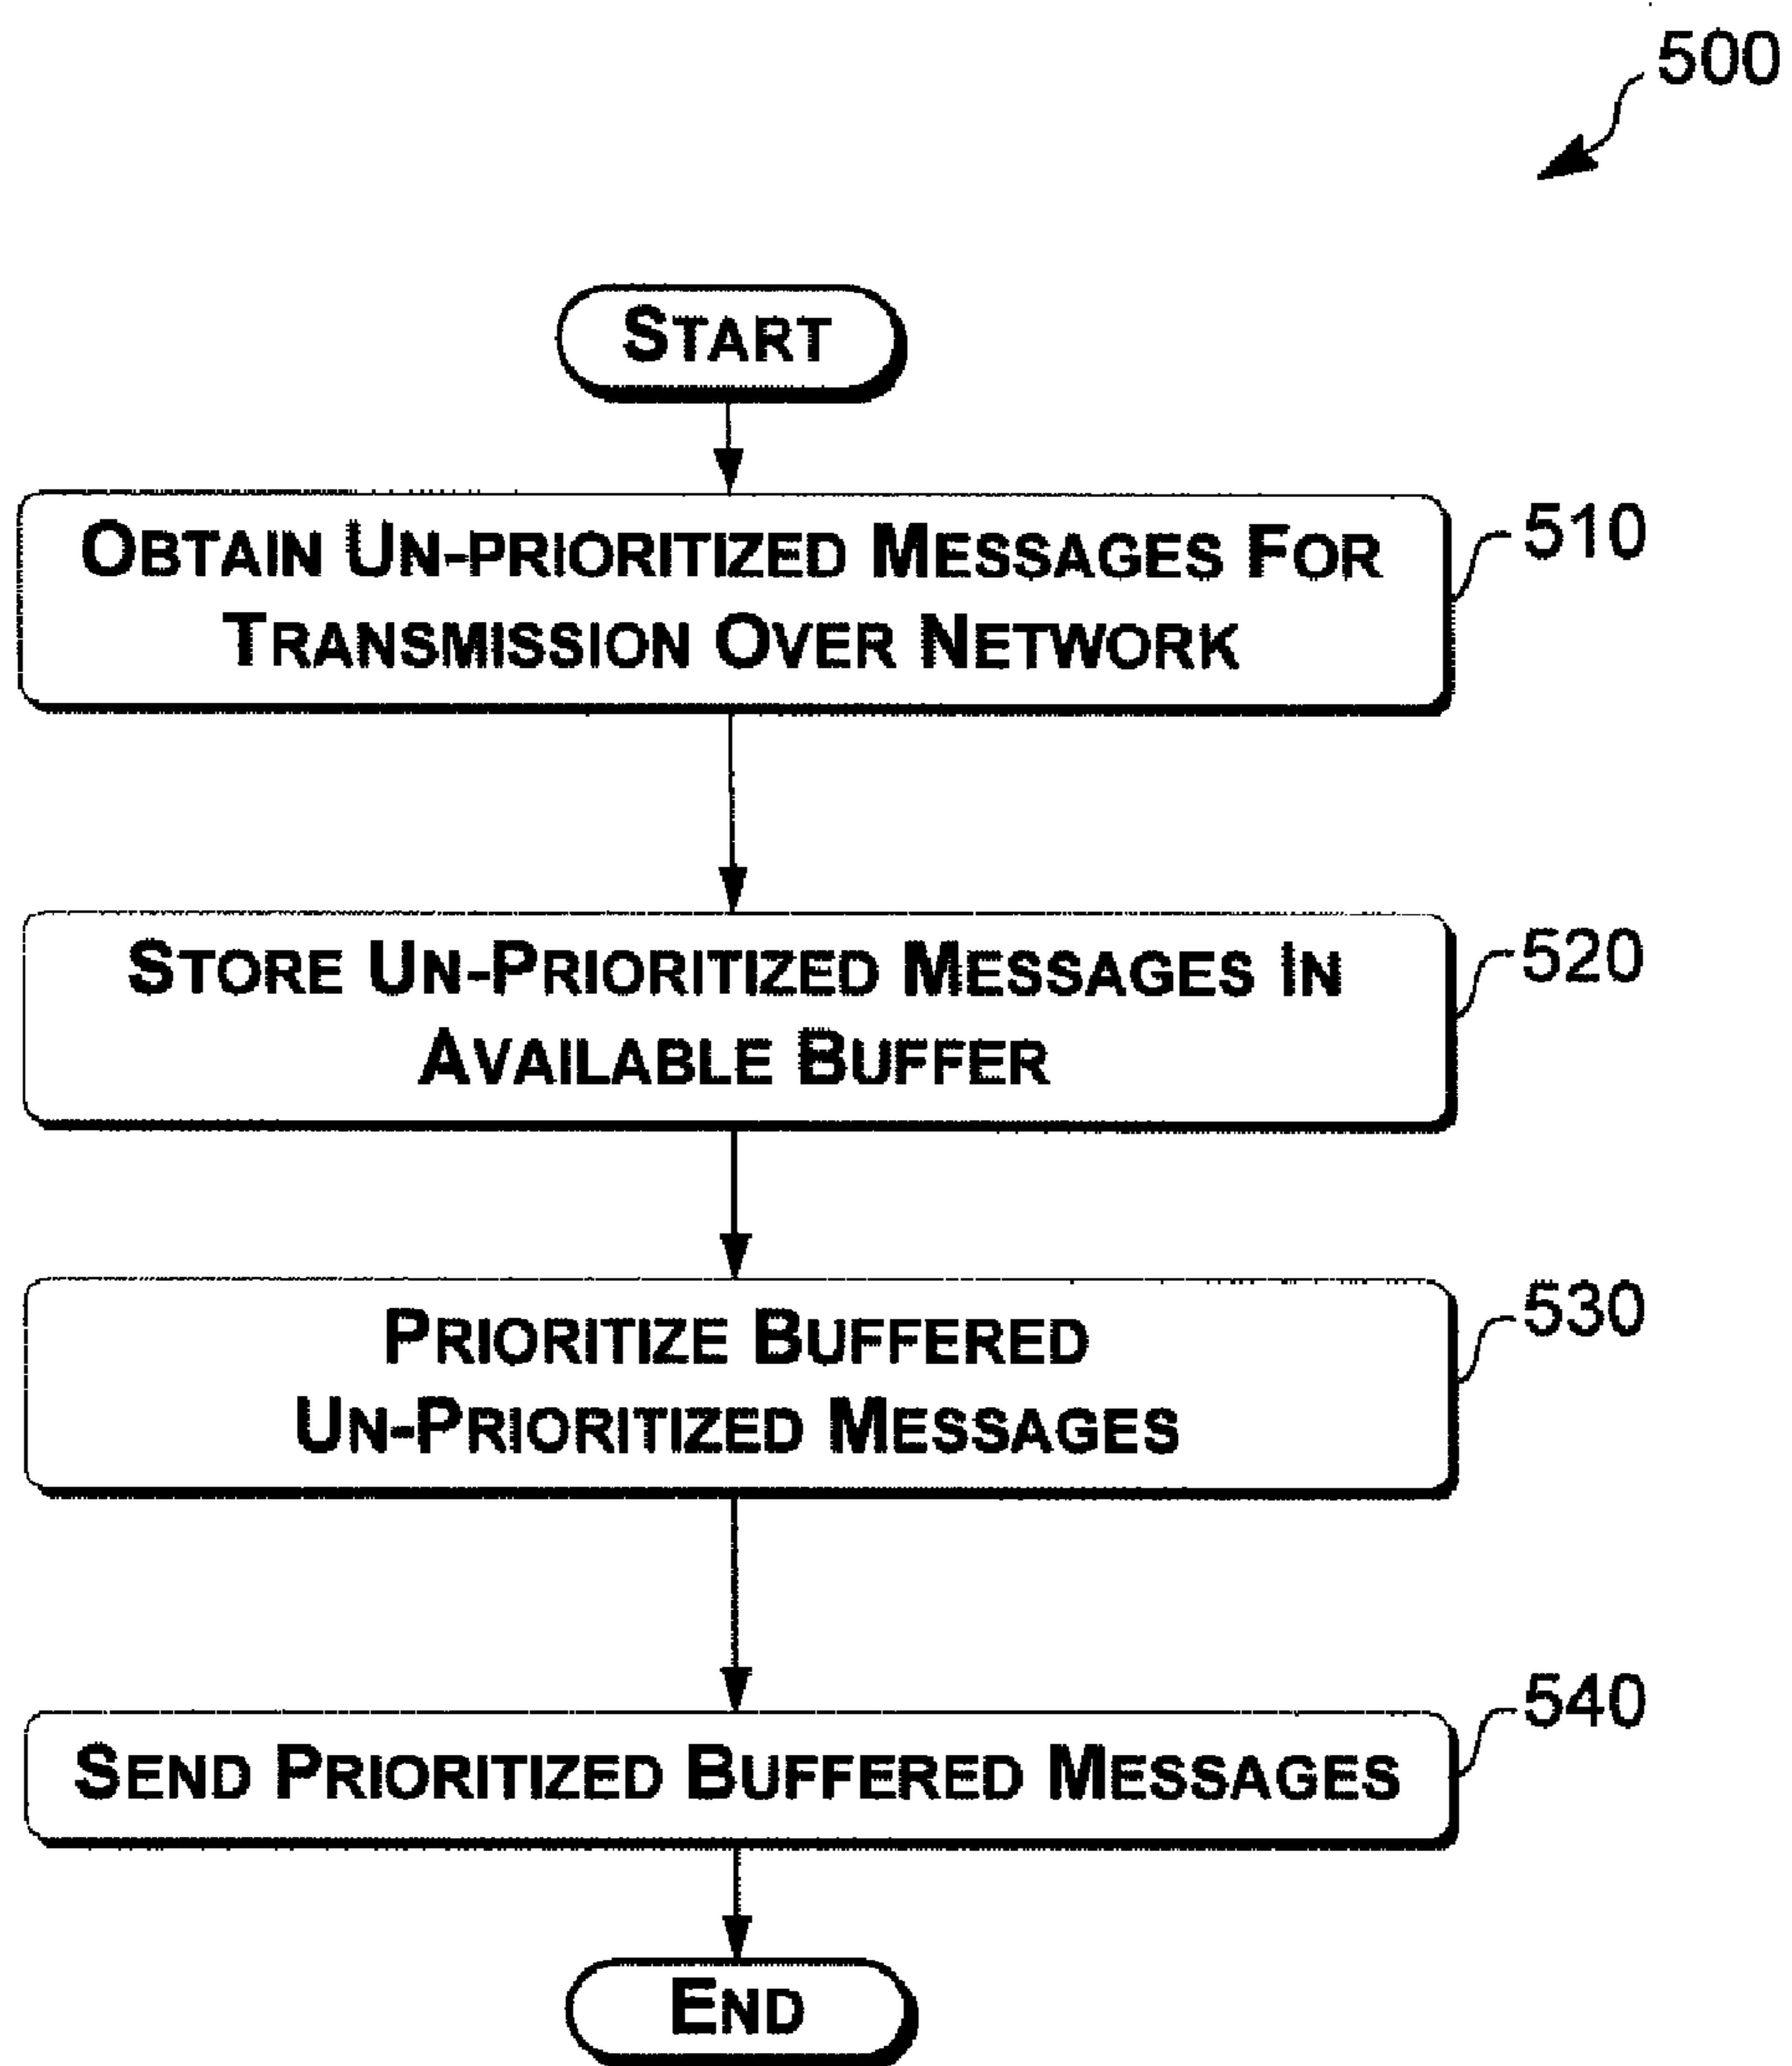 500
START
OBTAIN UN-PRIORITIZED MESSAGES FOR
TRANSMISSION OVER NETWORK
510
STORE UN-PRIORITIZED MESSAGES IN
AVAILABLE BUFFER
520
PRIORITIZE BUFFERED
UN-PRIORITIZED MESSAGES
530
SEND PRIORITIZED BUFFERED MESSAGES
540
END